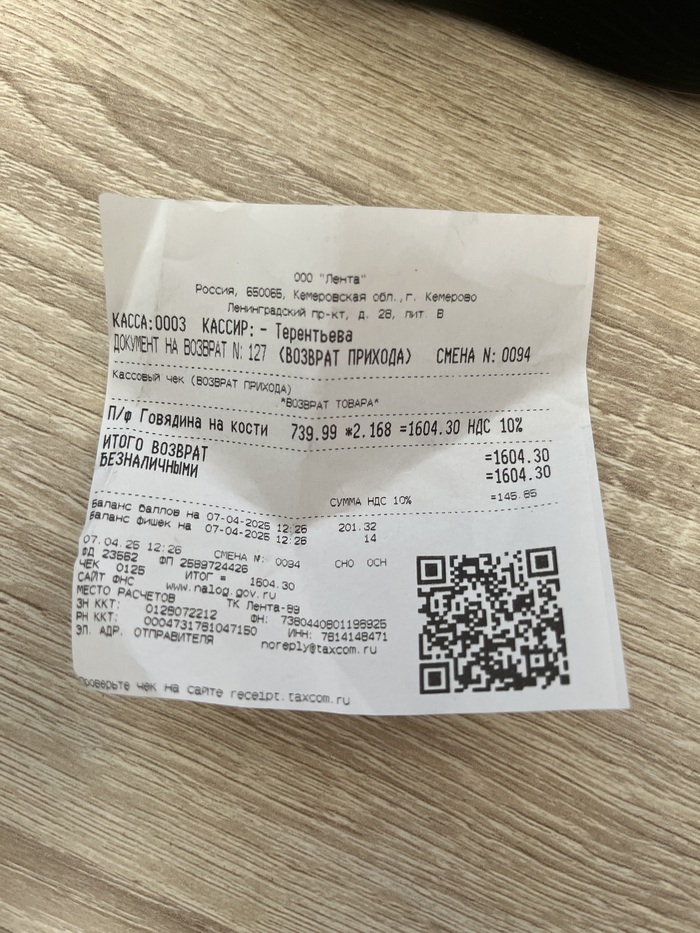 ООО "Лента"
Россия, 650065, Кемеровская обл.,г. Кемерово
Ленинградский пр-кт, д. 28, лит. В
КАССА:0003 КАССИР: - Терентьева
ДОКУМЕНТ НА ВОЗВРАТ N: 127 (ВОЗВРАТ ПРИХОДА) СМЕНА N: 0094
Кассовый чек (ВОЗВРАТ ПРИХОДА)
*ВОЗВРАТ ТОВАРА*
П/ф Говядина на кости 739.99 *2.168 =1604.30 НДС 10%
ИТОГО ВОЗВРАТ =1604.30
БЕЗНАЛИЧНЫМИ =1604.30
СУММА НДС 10% =145.85
Баланс баллов на 07-04-2025 12:26 201.32
Баланс фишек на 07-04-2025 12:26 14
07.04.25 12:26 СМЕНА №: 0094 СНО ОСН
ФД 23562 ФП 2589724426
ЧЕК 0125 ИТОГ = 1604.30
САЙТ ФНС www.nalog.gov.ru
МЕСТО РАСЧЕТОВ ТК Лента-89
ЗН ККТ: 0128072212 ФН: 7380440801198925
РН ККТ: 0004731781047150 ИНН: 7814148471
ЭЛ. АДР. ОТПРАВИТЕЛЯ noreply@taxcom.ru
Проверьте чек на сайте receipt.taxcom.ru